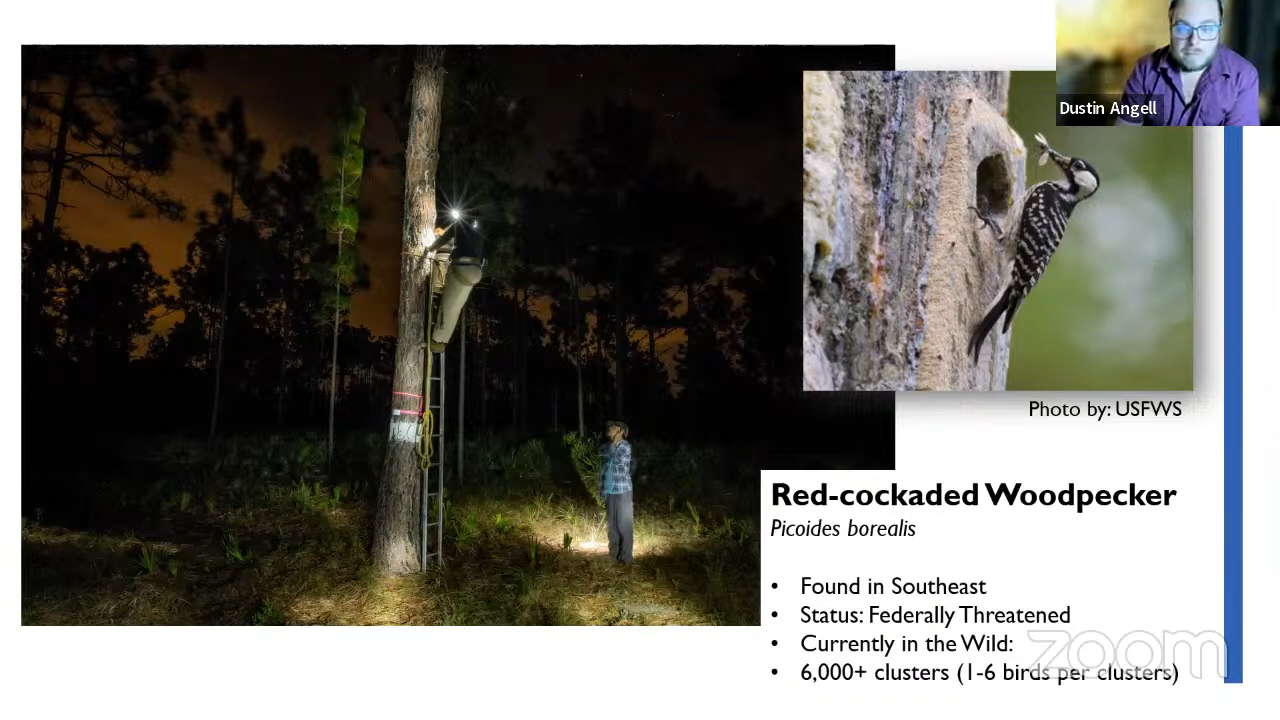 Dustin Angell
Photo by: USFWS
Red-cockaded Woodpecker
Picoides borealis
• Found in Southeast
• Status: Federally Threatened
• Currently in the Wild:
• 6,000+ clusters (1-6 birds per clusters)
zoom